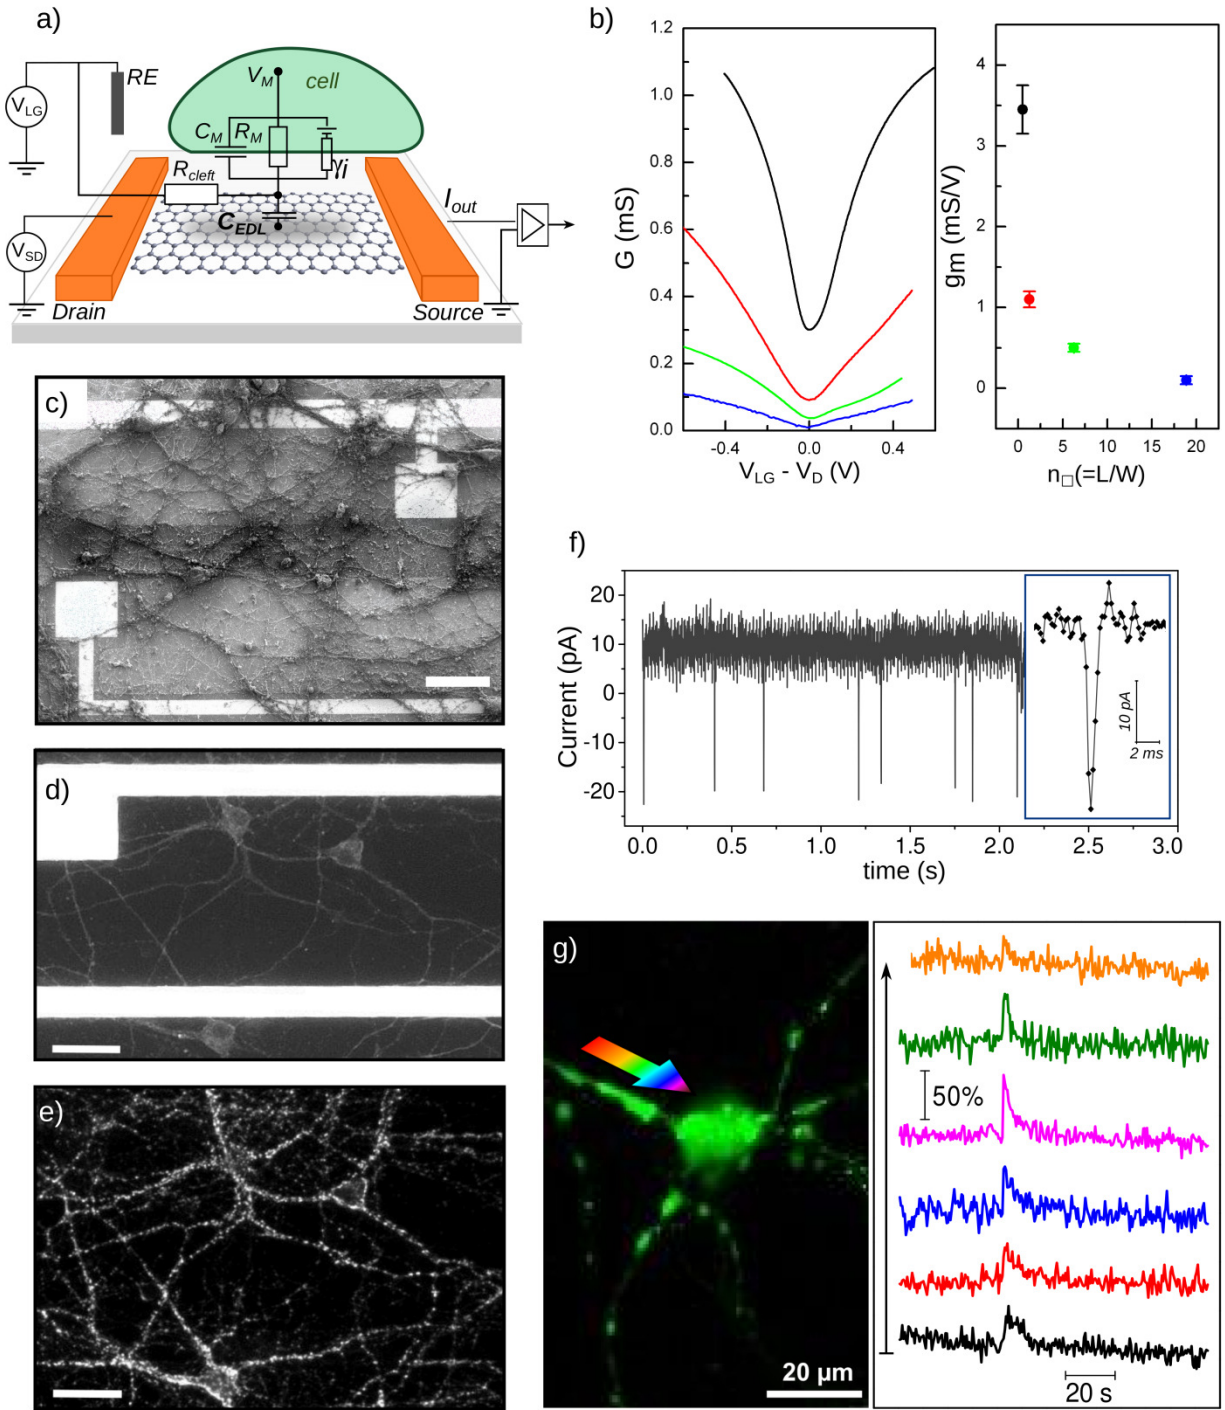 a)
RE
V_LG
V_M
cell
C_M
R_M
γi
R_cleft
C_EDL
I_out
V_SD
Drain
Source
b)
1.2
1.0
0.8
0.6
0.4
0.2
0.0
G (mS)
-0.4
0.0
0.4
V_LG - V_D (V)
4
3
2
1
0
gm (mS/V)
0
5
10
15
20
n_□(=L/W)
c)
d)
e)
f)
20
10
0
-10
-20
Current (pA)
0.0
0.5
1.0
1.5
2.0
2.5
3.0
time (s)
10 pA
2 ms
g)
20 µm
50%
20 s